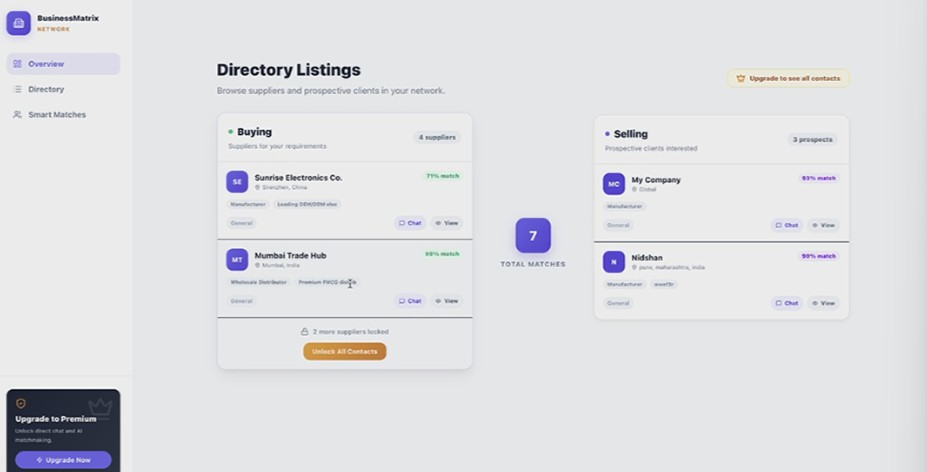 BusinessMatrix
NETWORK
Overview
Directory
Smart Matches
Directory Listings
Browse suppliers and prospective clients in your network.
Upgrade to see all contacts
Buying
Suppliers for your requirements
4 suppliers
SE
Sunrise Electronics Co.
Shenzhen, China
71% match
Manufacturer
Leading OEM/ODM elec
General
Chat
View
MT
Mumbai Trade Hub
Mumbai, India
Wholesale Distributor
Premium FMCG
General
Chat
View
2 more suppliers locked
Unlock All Contacts
7
TOTAL MATCHES
Selling
Prospective clients interested
3 prospects
MC
My Company
Global
93% match
Manufacturer
General
Chat
View
N
Nidshan
pune, maharashtra, india
90% match
Manufacturer
General
Chat
View
Upgrade to Premium
Unlock direct chat and AI
matchmaking.
Upgrade Now